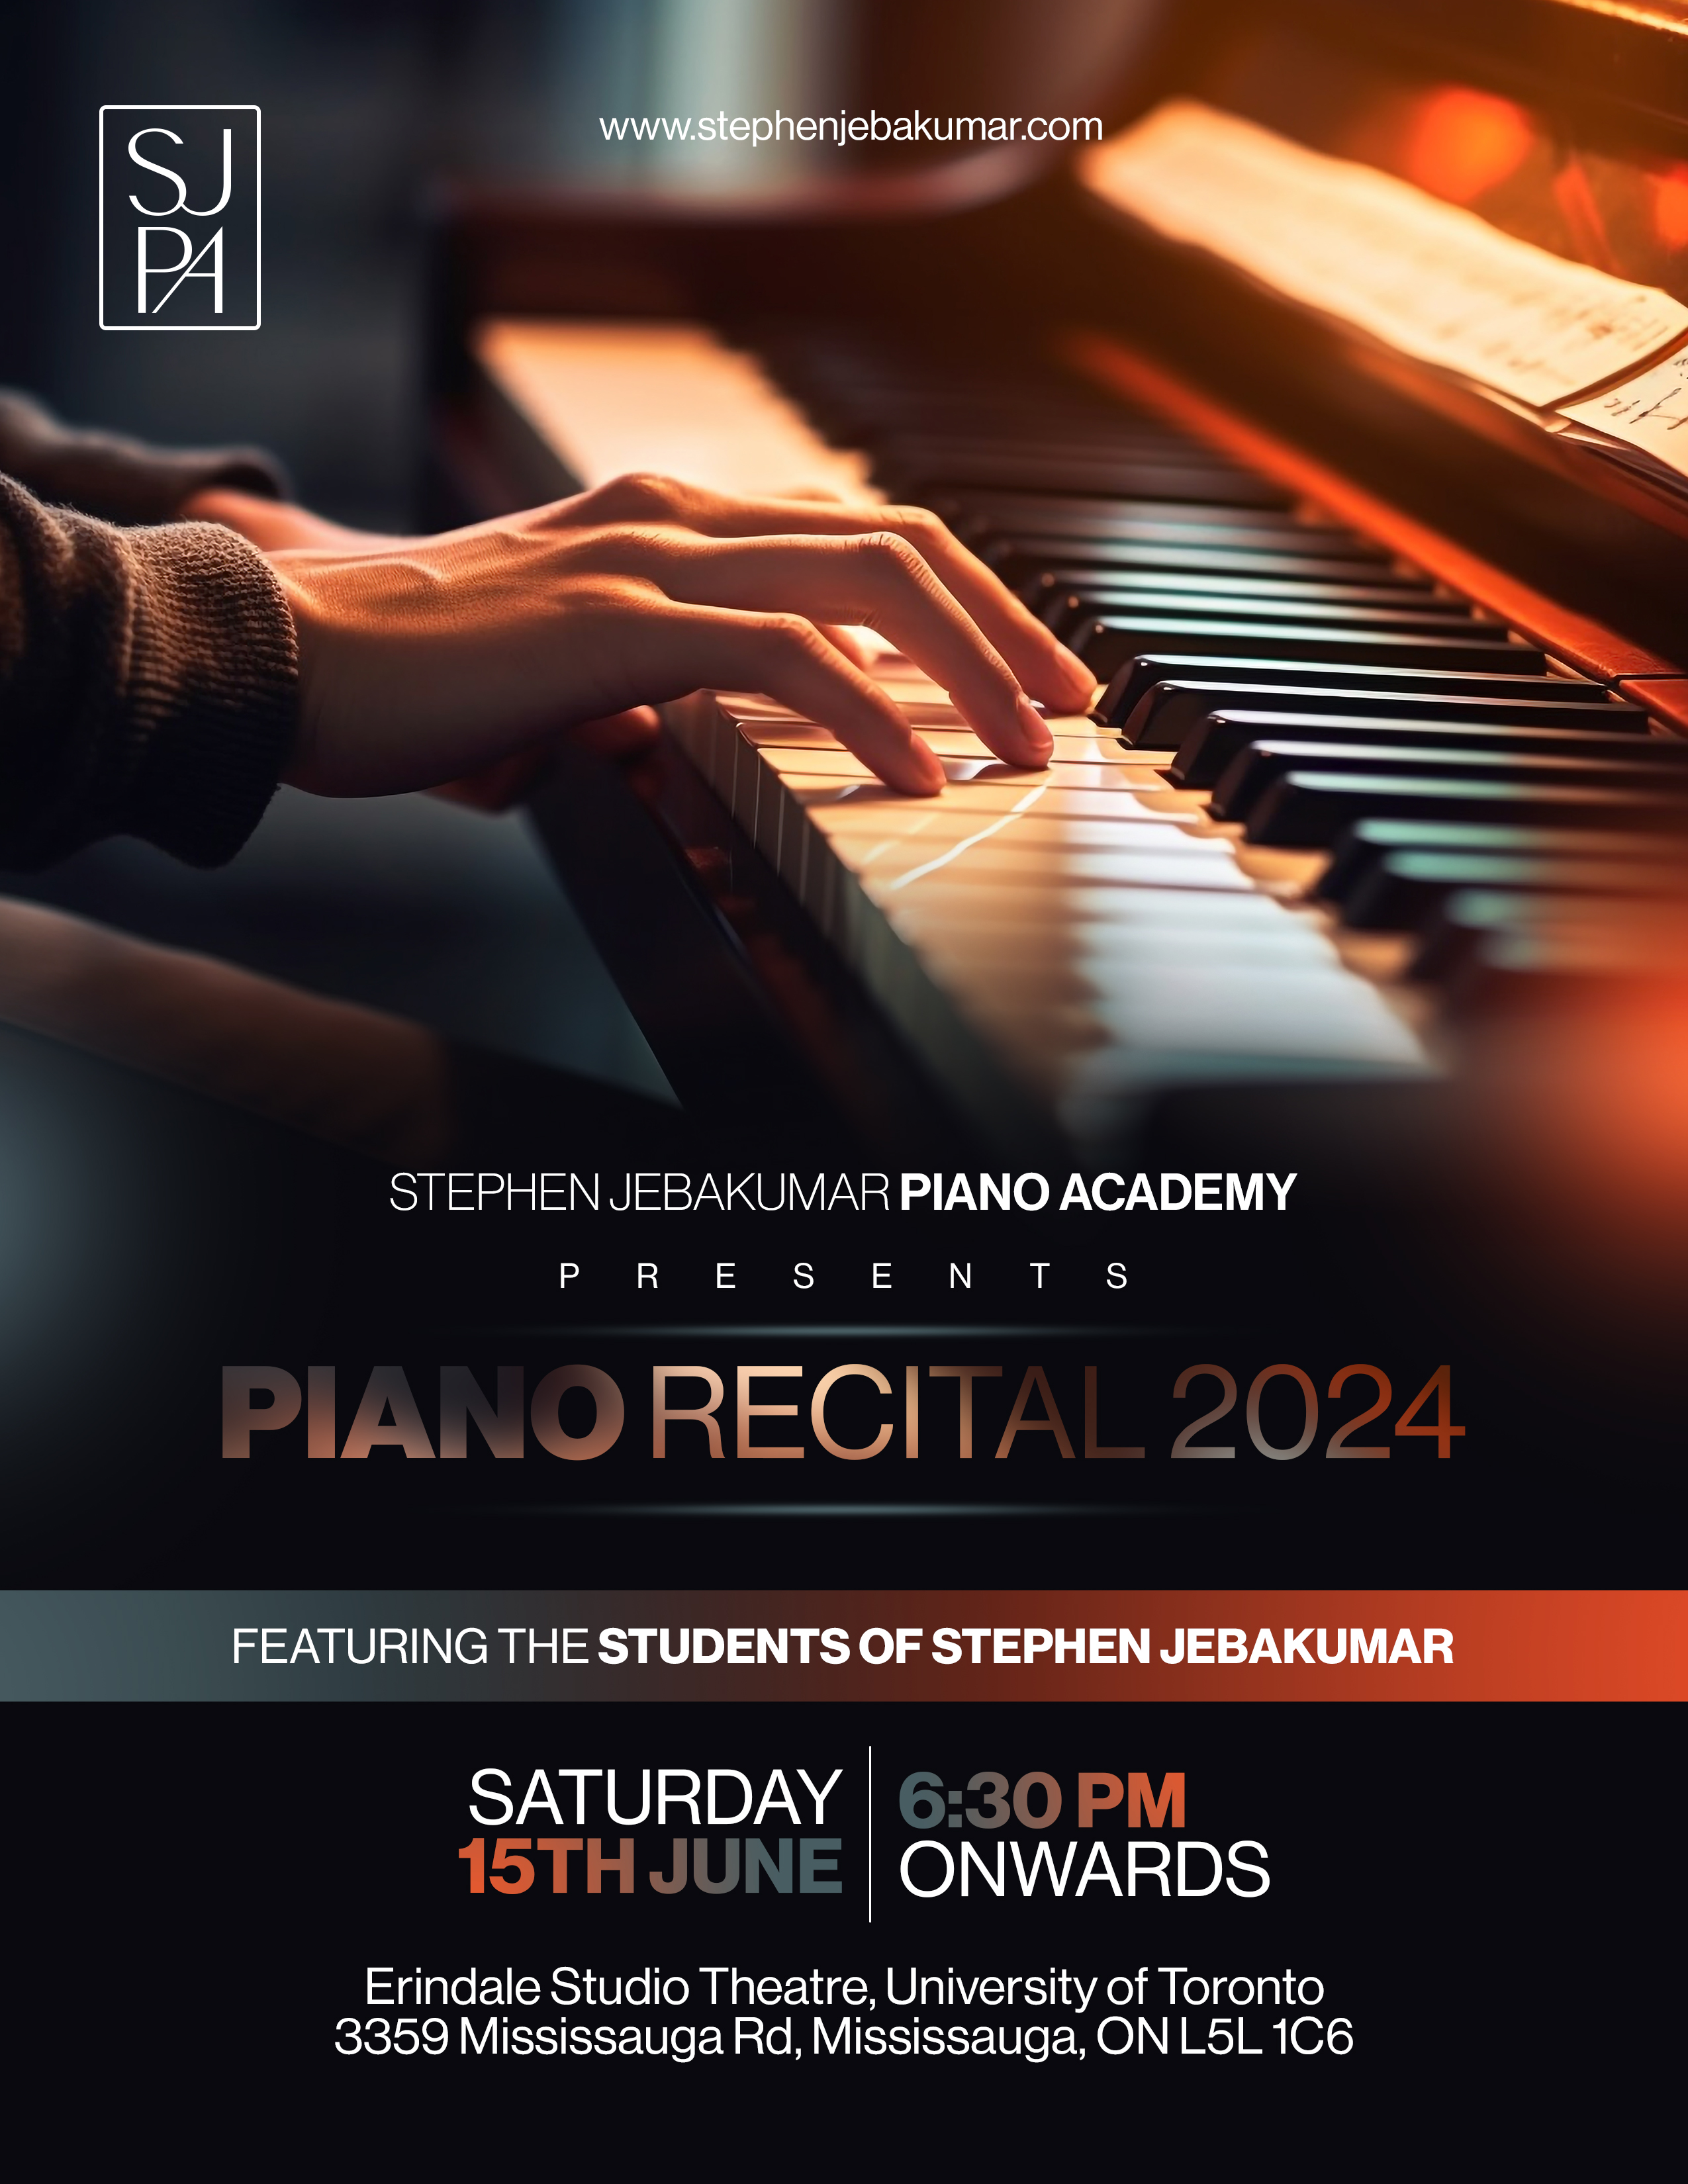 SJ
PA
www.stephenjebakumar.com
STEPHEN JEBAKUMAR PIANO ACADEMY
PRESENTS
PIANO RECITAL 2024
FEATURING THE STUDENTS OF STEPHEN JEBAKUMAR
SATURDAY
15TH JUNE
6:30 PM
ONWARDS
Erindale Studio Theatre, University of Toronto
3359 Mississauga Rd, Mississauga, ON L5L 1C6